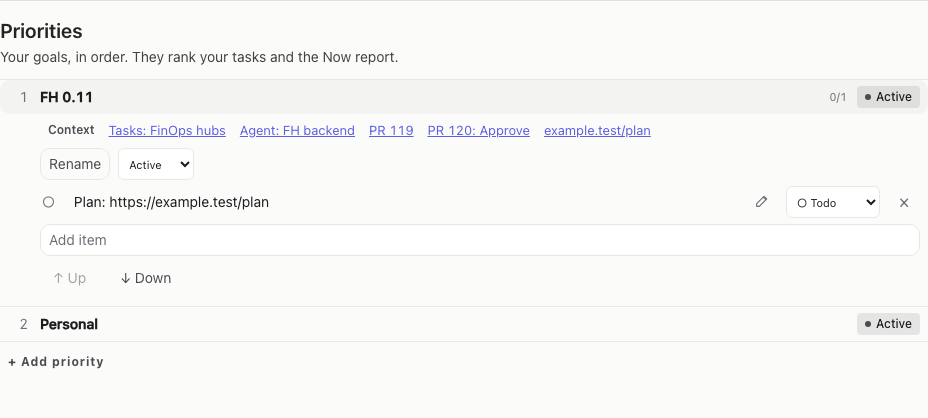 Priorities
Your goals, in order. They rank your tasks and the Now report.
1 FH 0.11 0/1 Active
Context Tasks: FinOps hubs Agent: FH backend PR 119 PR 120: Approve example.test/plan
Rename Active
Plan: https://example.test/plan Todo
Add item
↑ Up ↓ Down
2 Personal Active
+ Add priority